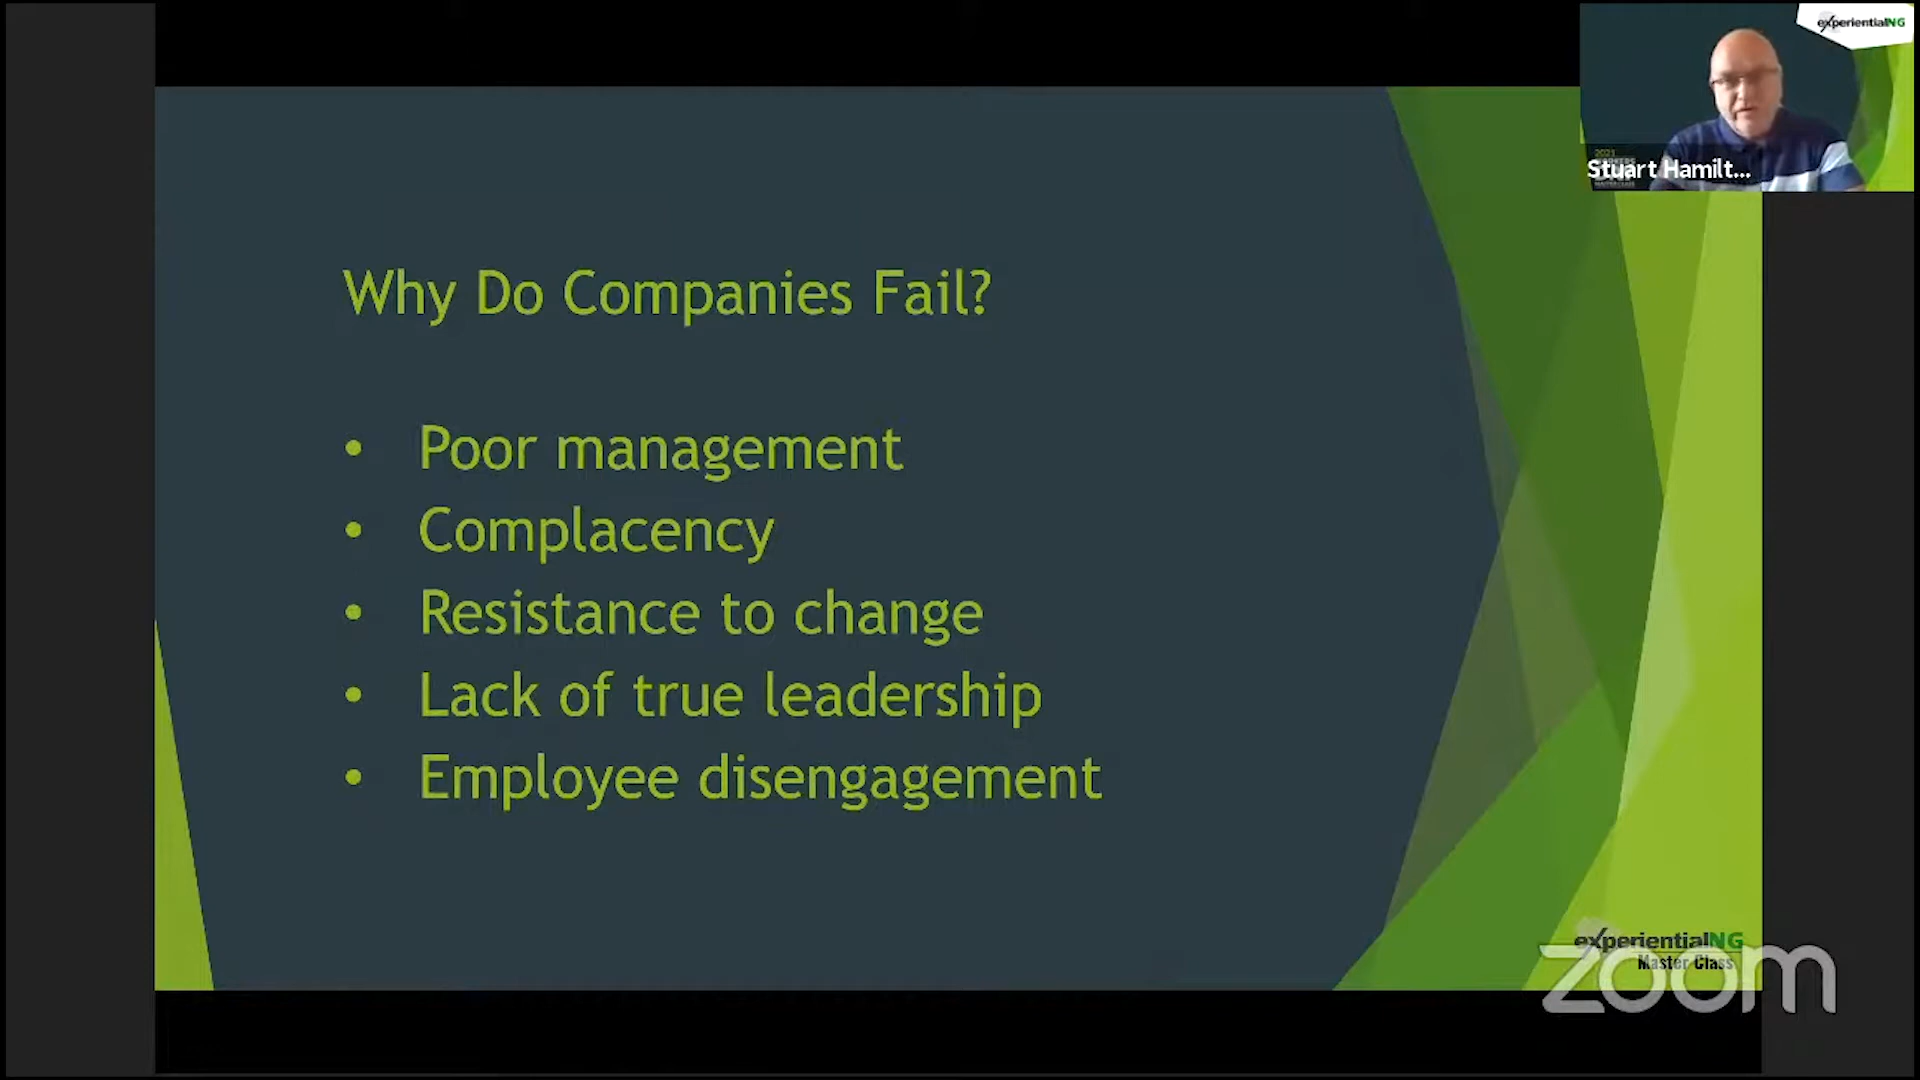 experientialNG
2021
Stuart Hamilt...
Why Do Companies Fail?
• Poor management
• Complacency
• Resistance to change
• Lack of true leadership
• Employee disengagement
experientialNG
Master Class
zoom